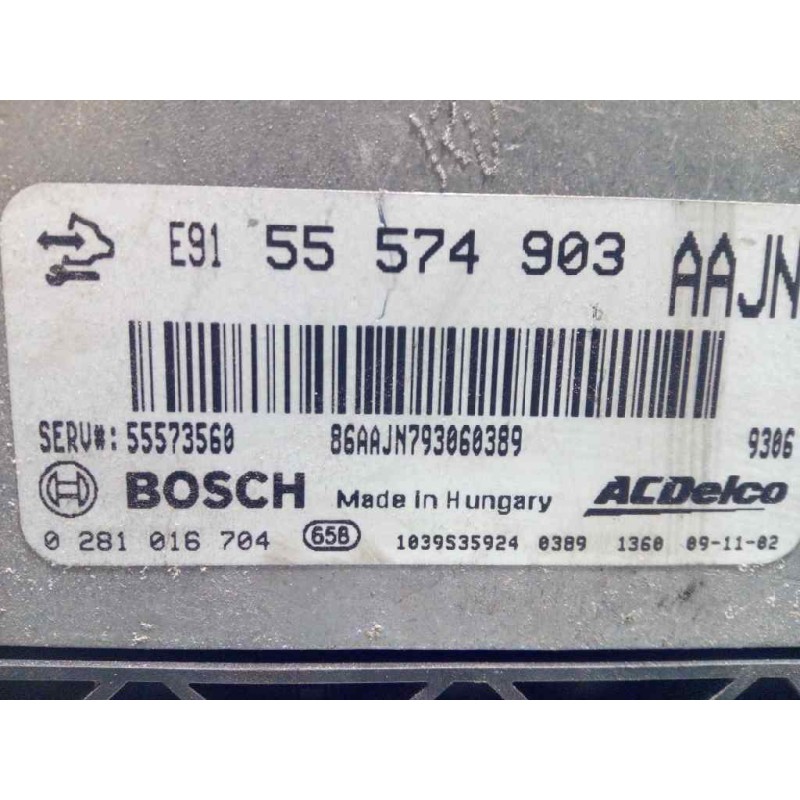 KV
E91 55 574 903 AAJN
SERV#: 55573560 86AAJN793060389 9306
BOSCH Made in Hungary ACDelco
0 281 016 704 658 1039S35924 0389 1360 09-11-02